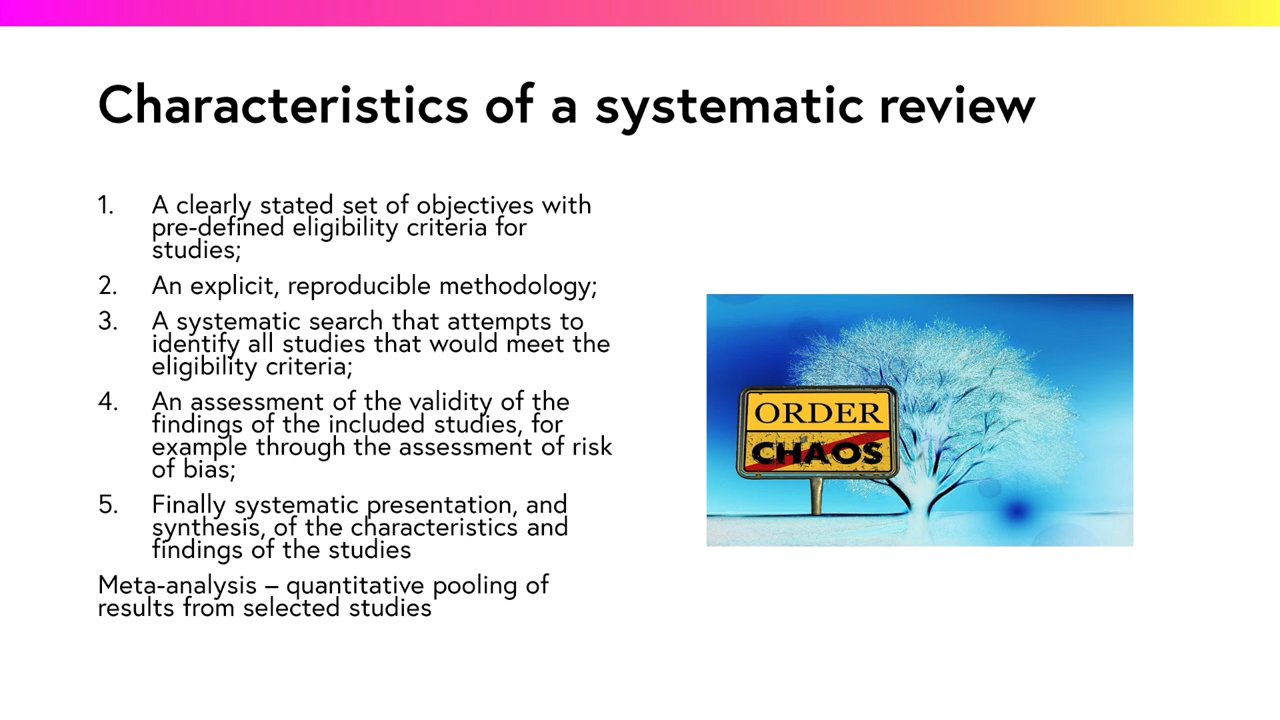 Characteristics of a systematic review
1. A clearly stated set of objectives with
pre-defined eligibility criteria for
studies;
2. An explicit, reproducible methodology;
3. A systematic search that attempts to
identify all studies that would meet the
eligibility criteria;
4. An assessment of the validity of the
findings of the included studies, for
example through the assessment of risk
of bias;
5. Finally systematic presentation, and
synthesis, of the characteristics and
findings of the studies
Meta-analysis – quantitative pooling of
results from selected studies
ORDER
CHAOS